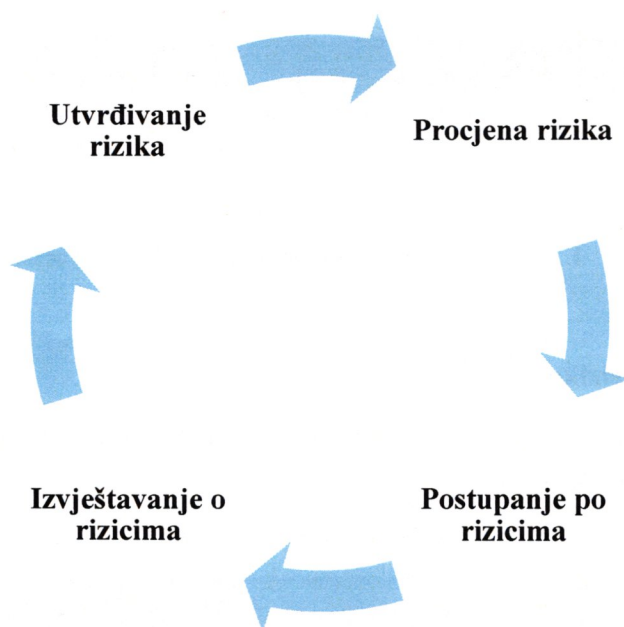 Utvrđivanje
rizika
Procjena rizika
Postupanje po
rizicima
Izvještavanje o
rizicima